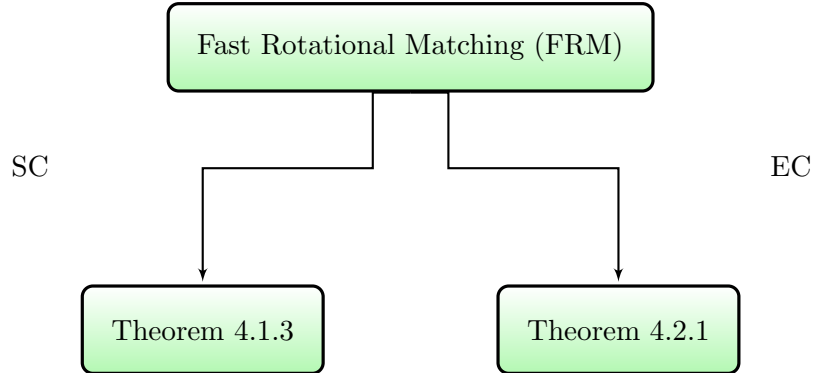 Fast Rotational Matching (FRM)
SC
EC
Theorem 4.1.3
Theorem 4.2.1